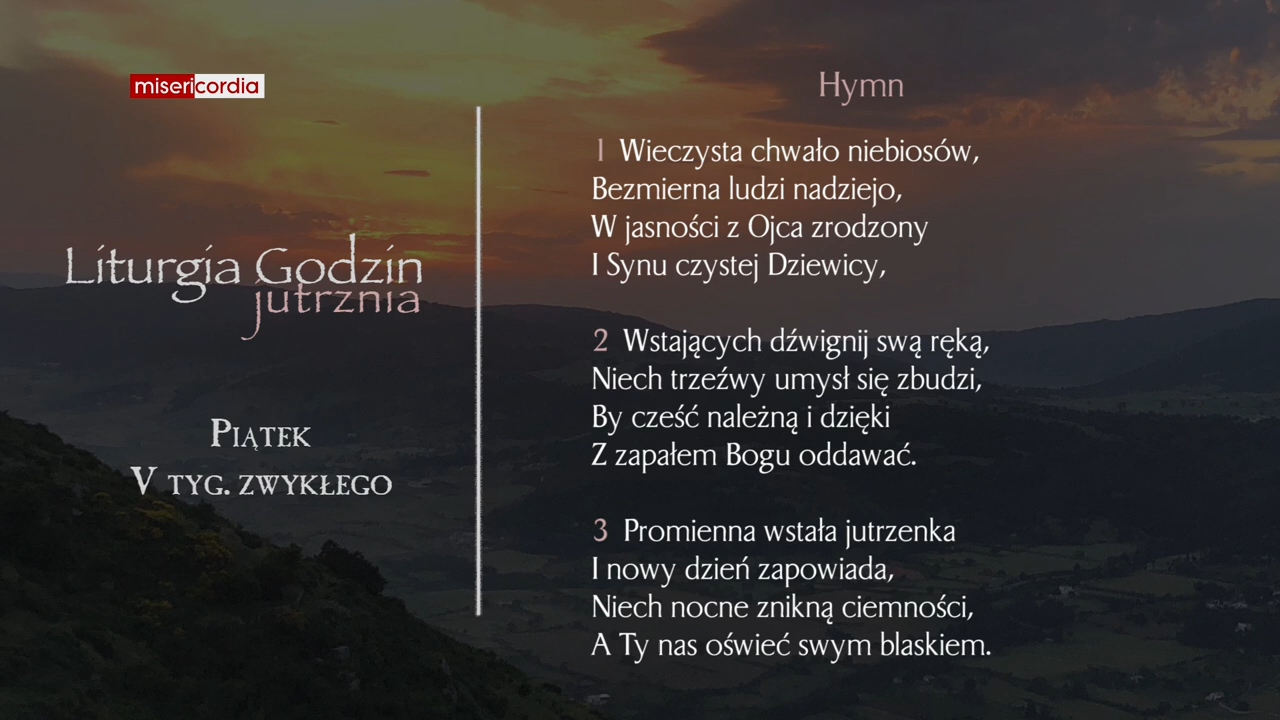 misericordia
Liturgia Godzin
jutrznia
Piątek
V tyg. zwykłego
Hymn
1 Wieczysta chwało niebiosów,
Bezmierna ludzi nadziejo,
W jasności z Ojca zrodzony
I Synu czystej Dziewicy,
2 Wstających dźwignij swą ręką,
Niech trzeźwy umysł się zbudzi,
By cześć należną i dzięki
Z zapałem Bogu oddawać.
3 Promienna wstała jutrzenka
I nowy dzień zapowiada,
Niech nocne znikną ciemności,
A Ty nas oświeć swym blaskiem.